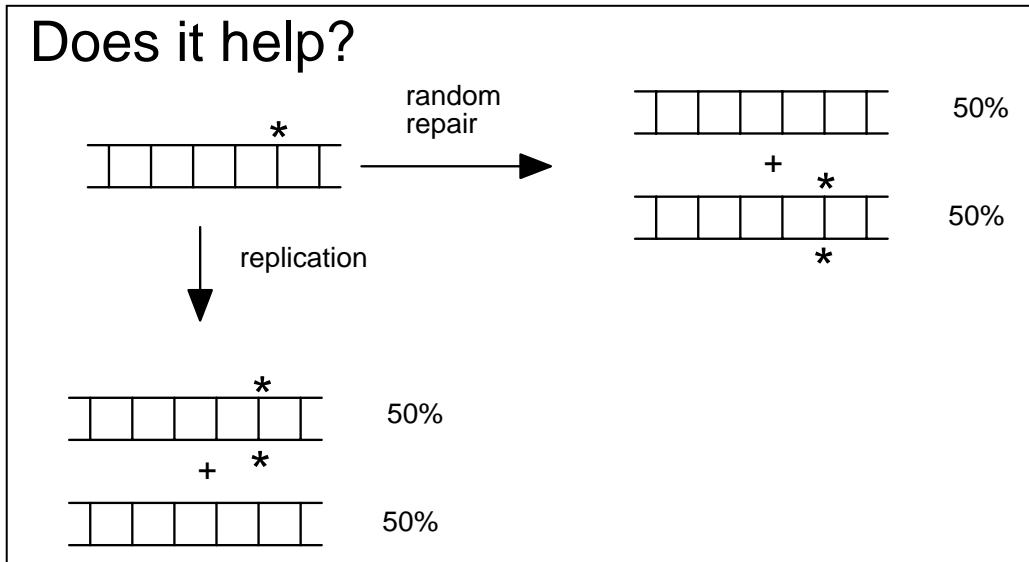 Does it help?
random
repair
*
50%
+
*
50%
*
replication
*
50%
+ *
50%